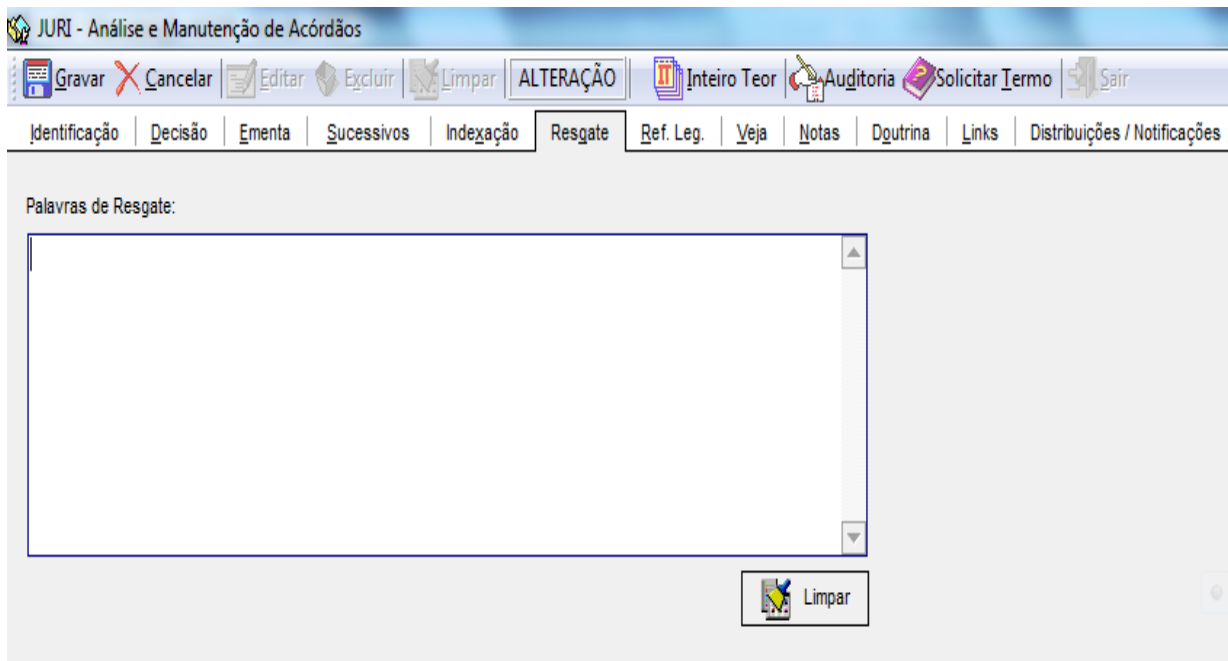 JURI - Análise e Manutenção de Acórdãos
Gravar Cancelar Editar Excluir Limpar ALTERAÇÃO Inteiro Teor Auditoria Solicitar Termo Sair
Identificação Decisão Ementa Sucessivos Indexação Resgate Ref. Leg. Veja Notas Doutrina Links Distribuições / Notificações
Palavras de Resgate:
Limpar